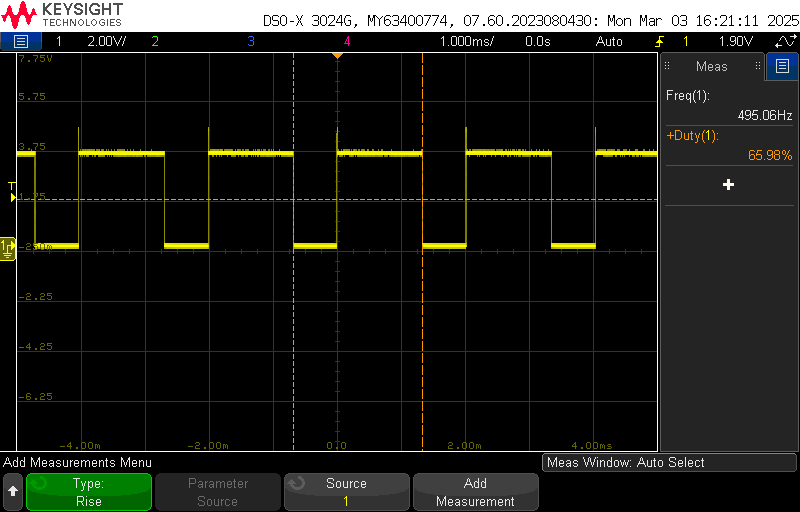 KEYSIGHT
TECHNOLOGIES
DSO-X 3024G, MY63400774, 07.60.2023080430: Mon Mar 03 16:21:11 2025
1 2.00V/ 2 3 4 1.000ms/ 0.0s Auto 1 1.90V
7.75V
5.75
3.75
T
1.75
1
-250m
-2.25
-4.25
-6.25
-4.00m -2.00m 0.0 2.00m 4.00ms
Meas
Freq(1):
495.06Hz
+Duty(1):
65.98%
Add Measurements Menu
Meas Window: Auto Select
Type:
Rise
Parameter
Source
Source
1
Add
Measurement